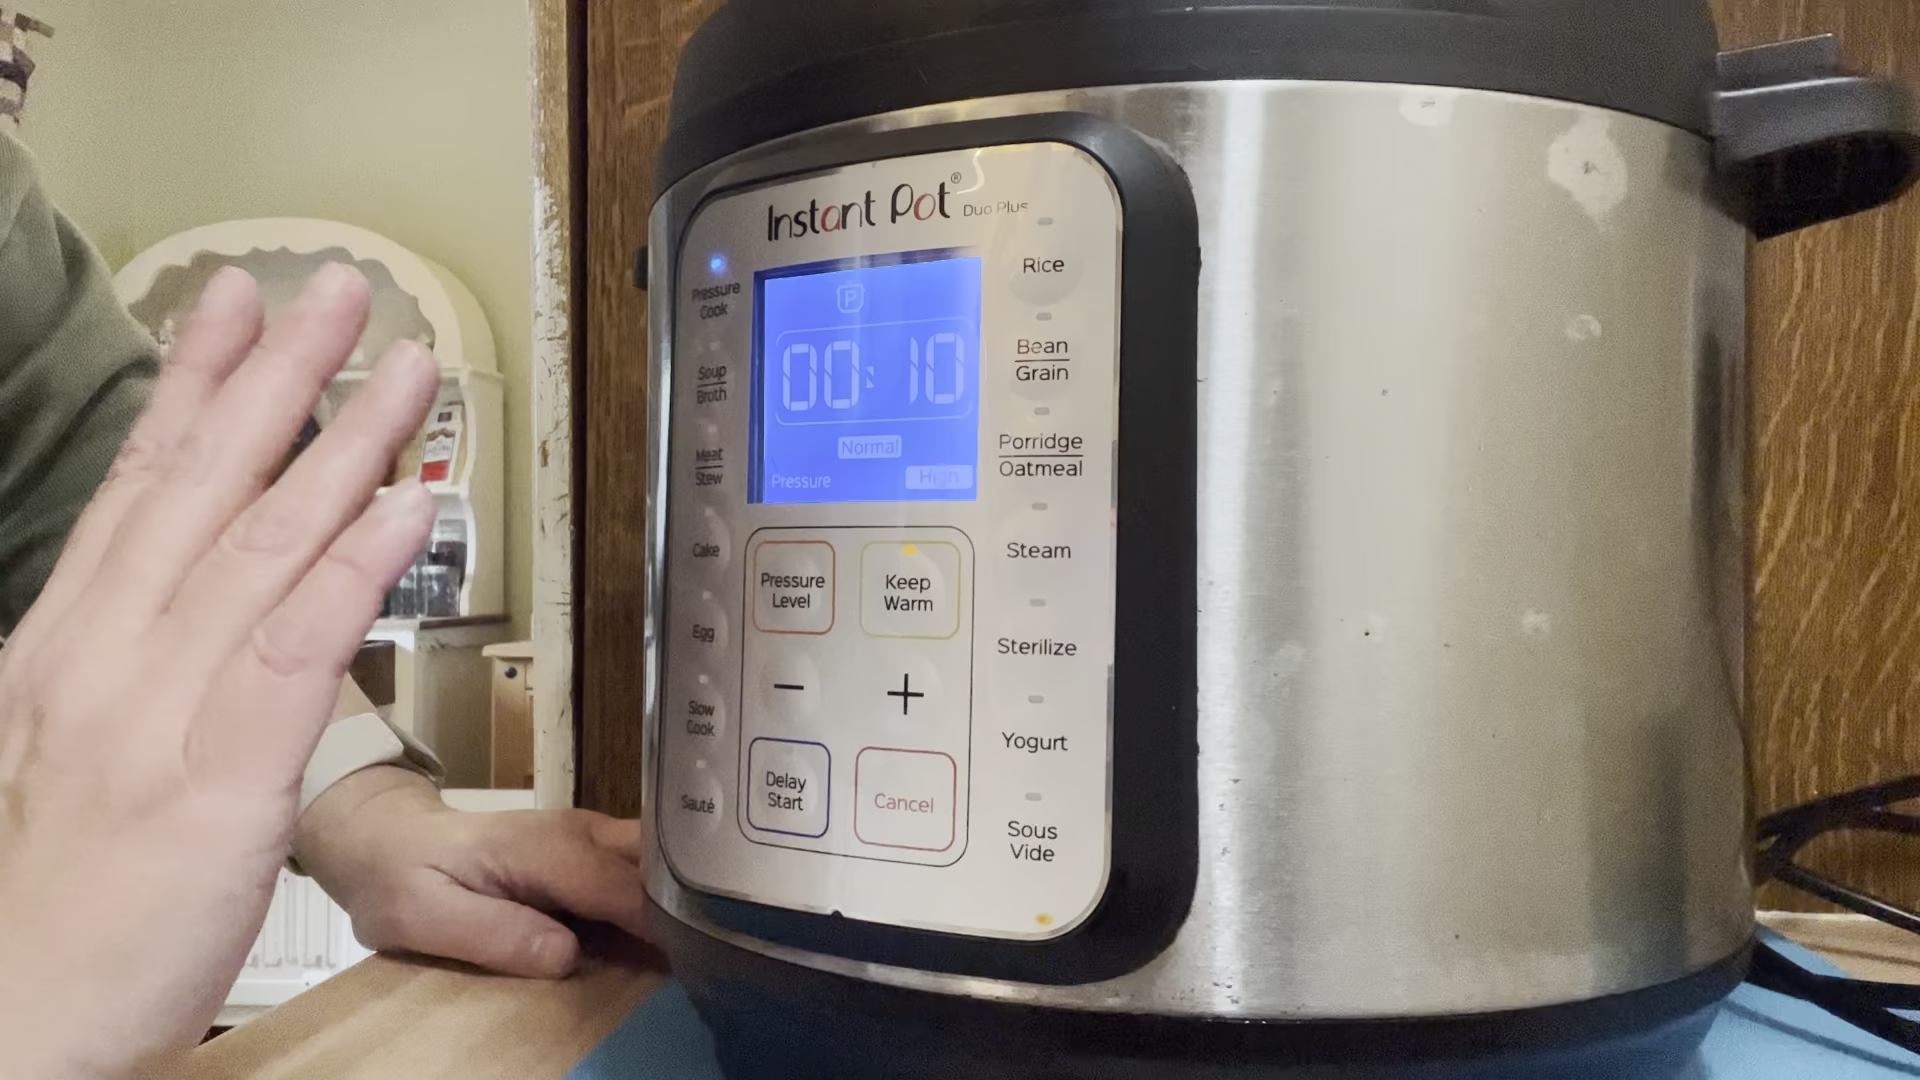 Instant Pot® Duo Plus
Pressure
Cook
Soup
Broth
Meat
Stew
Cake
Egg
Slow
Cook
Sauté
P
00:10
Normal
Pressure High
Pressure
Level
Keep
Warm
−
+
Delay
Start
Cancel
Rice
Bean
Grain
Porridge
Oatmeal
Steam
Sterilize
Yogurt
Sous
Vide